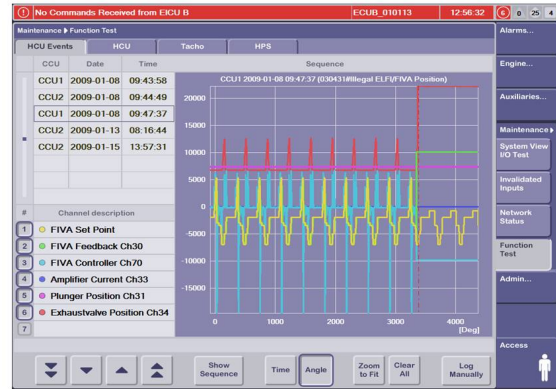 No Commands Received from EICU B ECUB_010113 12:56:32 6 0 25 4
Maintenance Function Test
HCU Events HCU Tacho HPS
CCU Date Time Sequence
CCU1 2009-01-08 09:43:58
CCU2 2009-01-08 09:44:49
CCU1 2009-01-08 09:47:37
CCU2 2009-01-13 08:16:44
CCU2 2009-01-15 13:57:31
# Channel description
1 FIVA Set Point
2 FIVA Feedback Ch30
3 FIVA Controller Ch70
4 Amplifier Current Ch33
5 Plunger Position Ch31
6 Exhaustvalve Position Ch34
7
CCU1 2009-01-08 09:47:37 (030431#Illegal ELFI/FIVA Position)
20000
15000
10000
5000
0
-5000
-10000
-15000
0 1000 2000 3000 4000
[Deg]
Show Sequence
Time
Angle
Zoom to Fit
Clear All
Log Manually
Alarms...
Engine...
Auxiliaries...
Maintenance
System View I/O Test
Invalidated Inputs
Network Status
Function Test
Admin...
Access